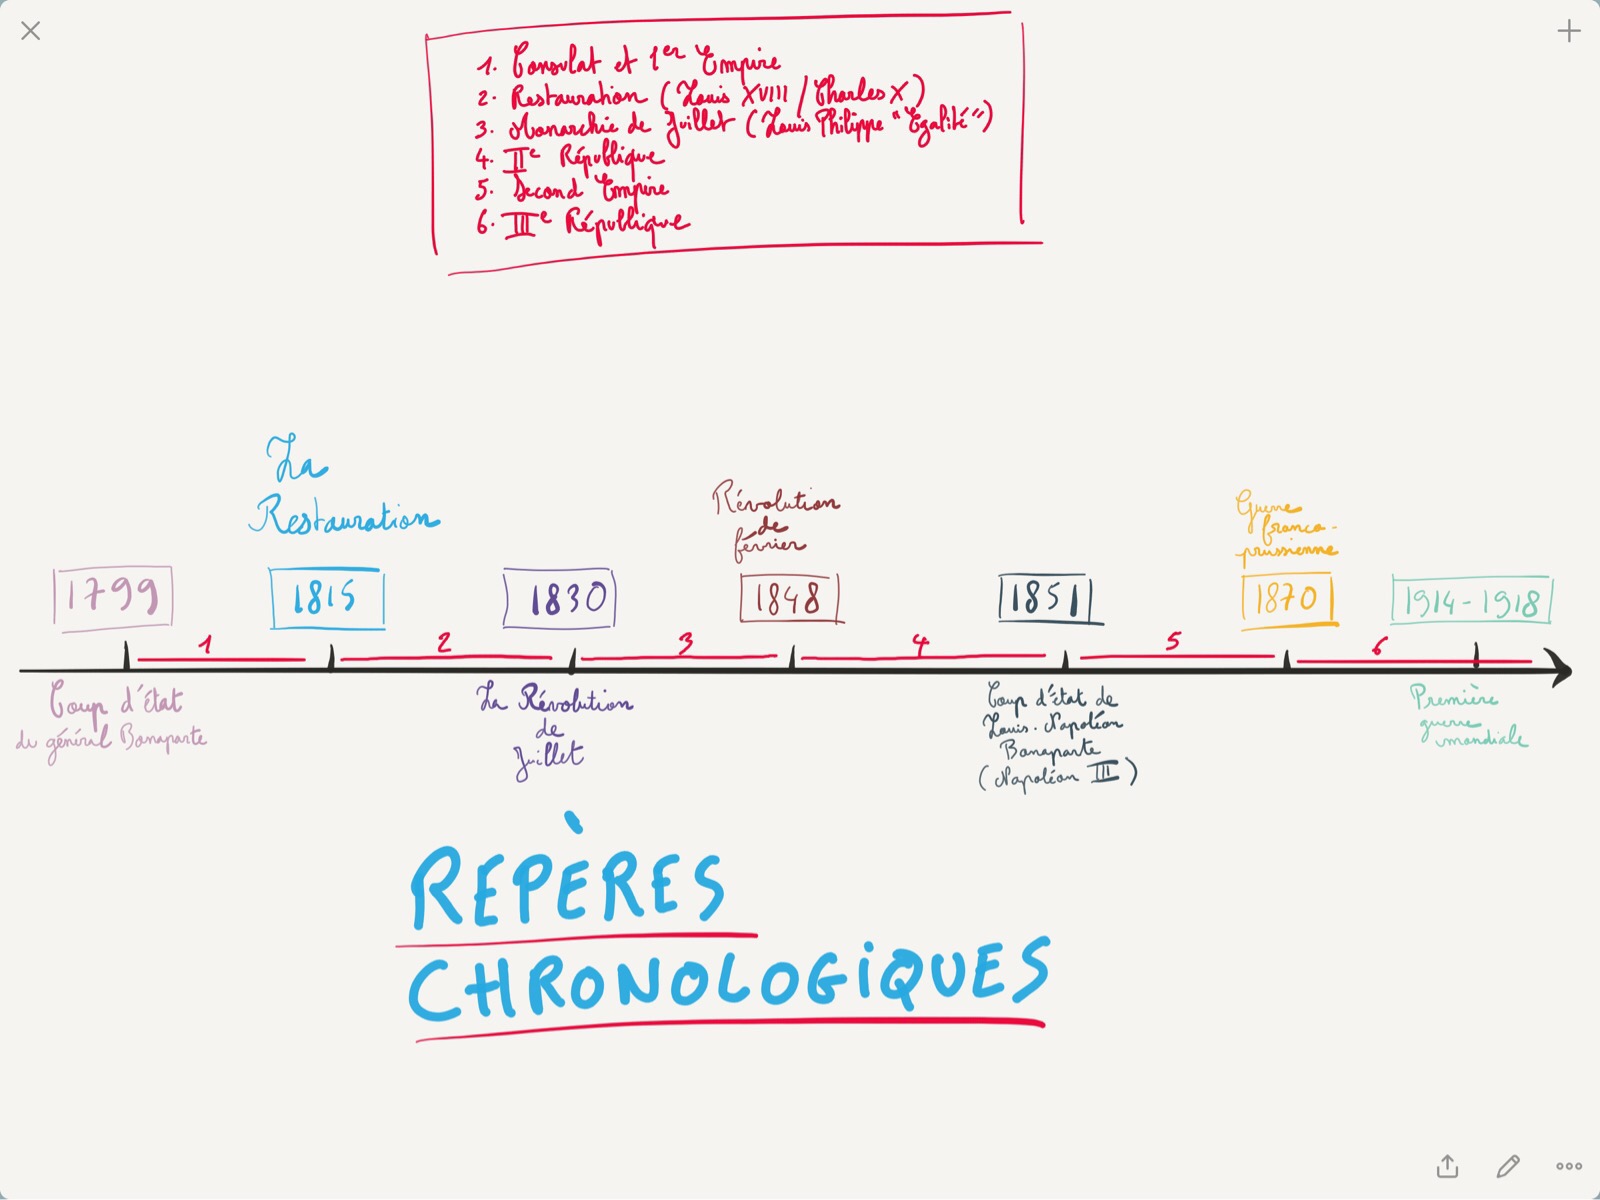 1. Consulat et 1er Empire
2. Restauration (Louis XVIII / Charles X)
3. Monarchie de Juillet (Louis Philippe "Egalité")
4. IIe République
5. Second Empire
6. IIIe République
La
Restauration
Révolution
de
février
Guerre
franco-
prussienne
1799
1815
1830
1848
1851
1870
1914-1918
1
2
3
4
5
6
Coup d'état
du général Bonaparte
La Révolution
de
Juillet
Coup d'état de
Louis-Napoléon
Bonaparte
(Napoléon III)
Première
guerre
mondiale
REPÈRES
CHRONOLOGIQUES